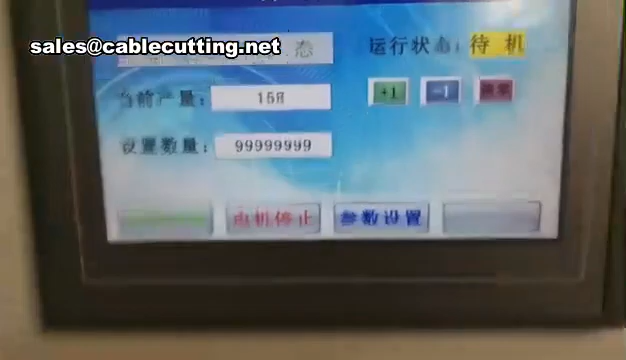 sales@cablecutting.net
态
运行状态: 待机
当前产量: 158
+1 -1
设置数量: 99999999
电机停止 参数设置